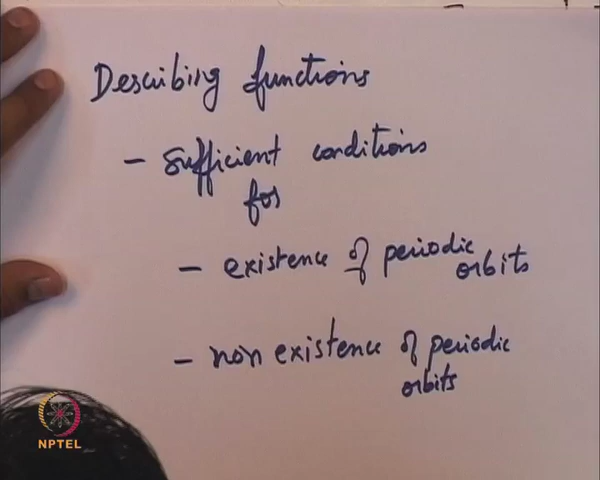 Describing functions
- Sufficient conditions
for
- existence of periodic
orbits
- non existence of periodic
orbits
NPTEL